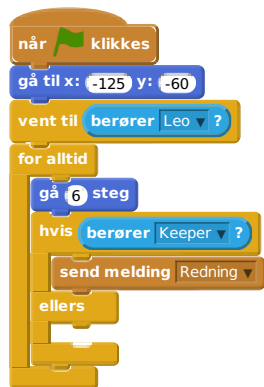 når klikkes
gå til x: -125 y: -60
vent til berører Leo ?
for alltid
gå 6 steg
hvis berører Keeper ?
send melding Redning
ellers